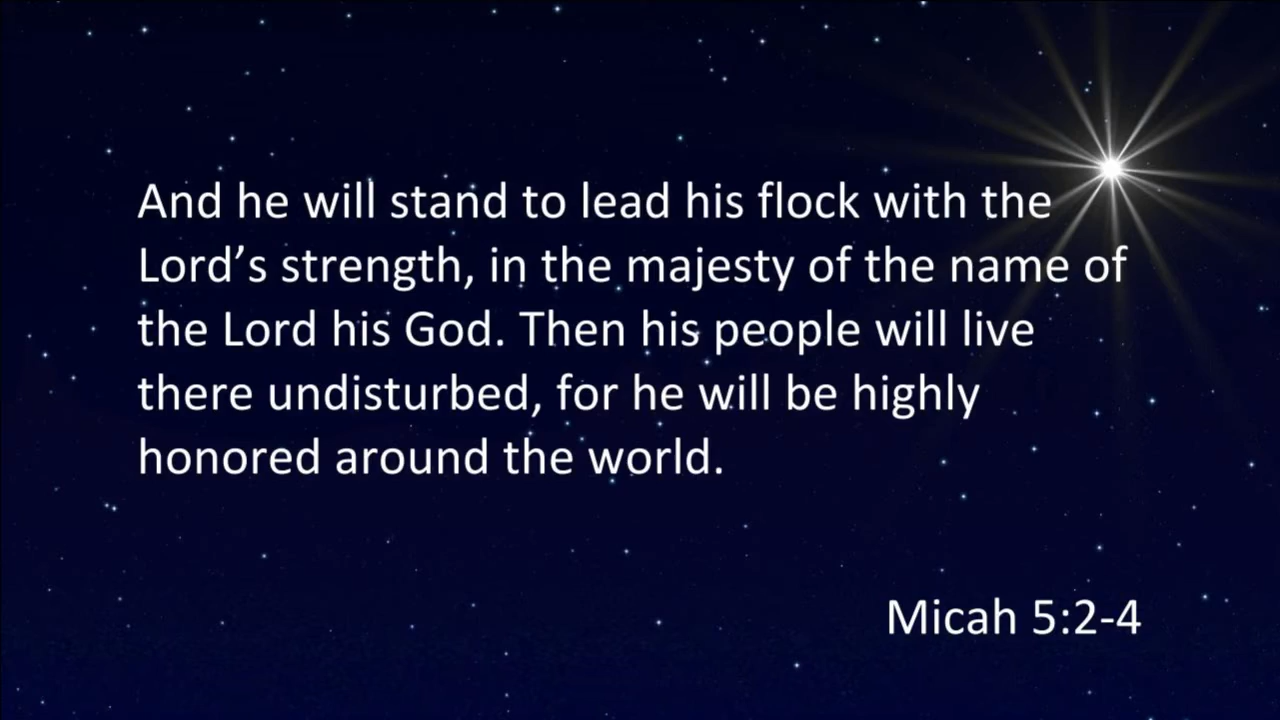 And he will stand to lead his flock with the
Lord’s strength, in the majesty of the name of
the Lord his God. Then his people will live
there undisturbed, for he will be highly
honored around the world.
Micah 5:2-4